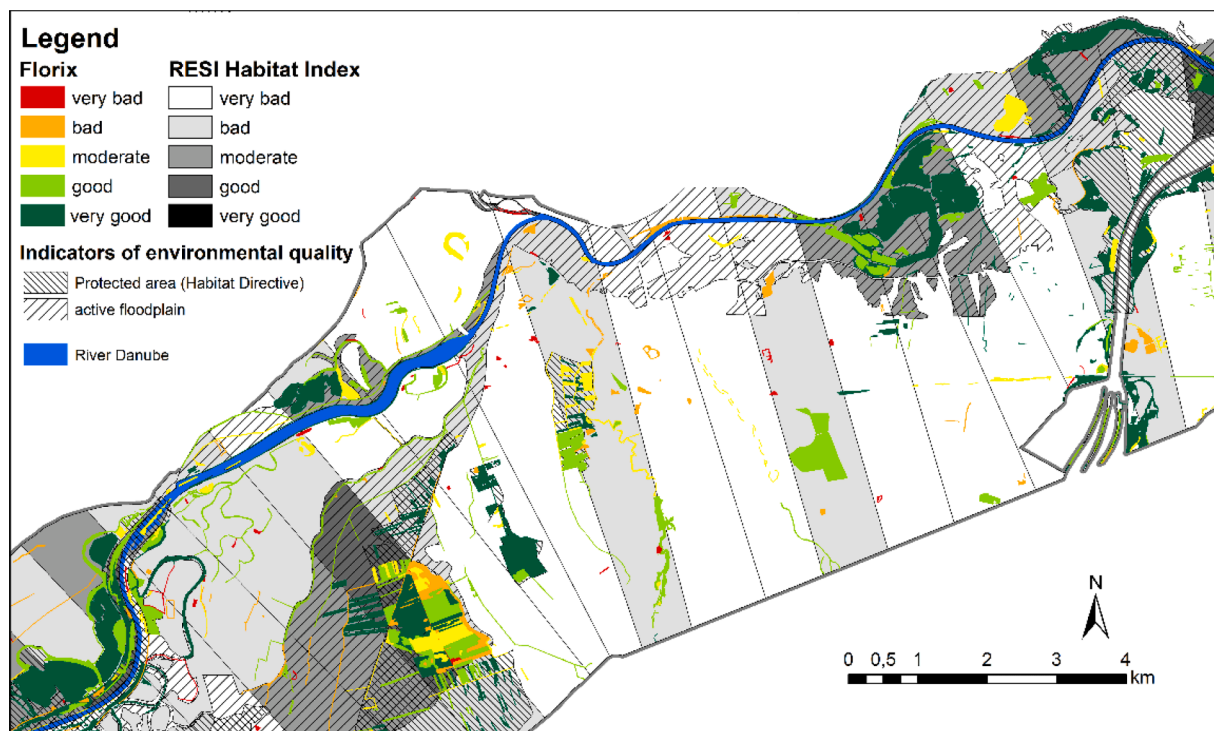 Legend
Florix
very bad
bad
moderate
good
very good
RESI Habitat Index
very bad
bad
moderate
good
very good
Indicators of environmental quality
Protected area (Habitat Directive)
active floodplain
River Danube
N
0 0,5 1 2 3 4
km